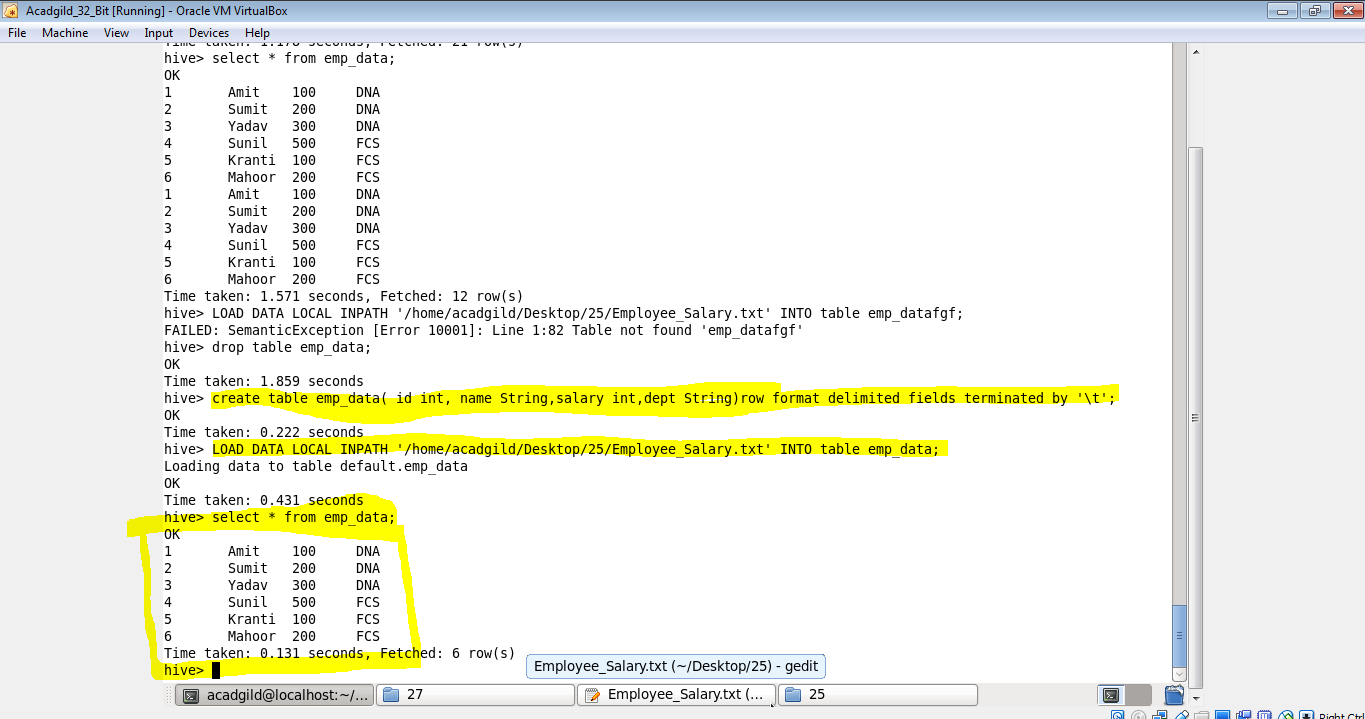 Acadgild_32_Bit [Running] - Oracle VM VirtualBox
File Machine View Input Devices Help
Time taken: 1.178 seconds, Fetched: 21 row(s)
hive> select * from emp_data;
OK
1 Amit 100 DNA
2 Sumit 200 DNA
3 Yadav 300 DNA
4 Sunil 500 FCS
5 Kranti 100 FCS
6 Mahoor 200 FCS
1 Amit 100 DNA
2 Sumit 200 DNA
3 Yadav 300 DNA
4 Sunil 500 FCS
5 Kranti 100 FCS
6 Mahoor 200 FCS
Time taken: 1.571 seconds, Fetched: 12 row(s)
hive> LOAD DATA LOCAL INPATH '/home/acadgild/Desktop/25/Employee_Salary.txt' INTO table emp_datafgf;
FAILED: SemanticException [Error 10001]: Line 1:82 Table not found 'emp_datafgf'
hive> drop table emp_data;
OK
Time taken: 1.859 seconds
hive> create table emp_data( id int, name String,salary int,dept String)row format delimited fields terminated by '\t';
OK
Time taken: 0.222 seconds
hive> LOAD DATA LOCAL INPATH '/home/acadgild/Desktop/25/Employee_Salary.txt' INTO table emp_data;
Loading data to table default.emp_data
OK
Time taken: 0.431 seconds
hive> select * from emp_data;
OK
1 Amit 100 DNA
2 Sumit 200 DNA
3 Yadav 300 DNA
4 Sunil 500 FCS
5 Kranti 100 FCS
6 Mahoor 200 FCS
Time taken: 0.131 seconds, Fetched: 6 row(s)
hive>
Employee_Salary.txt (~/Desktop/25) - gedit
acadgild@localhost:~/... 27 Employee_Salary.txt (~/... 25
Right Ctrl